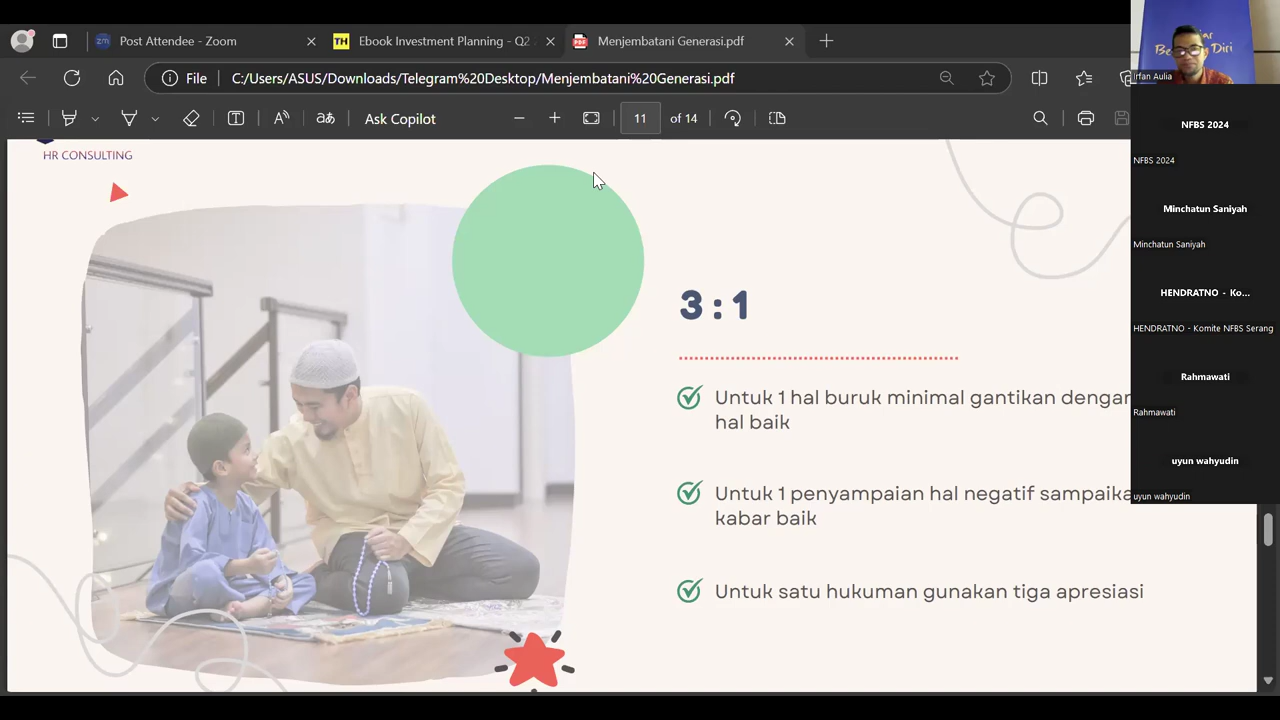 Post Attendee - Zoom
TH
Ebook Investment Planning - Q2
PDF
Menjembatani Generasi.pdf
File
C:/Users/ASUS/Downloads/Telegram%20Desktop/Menjembatani%20Generasi.pdf
Ask Copilot
11
of 14
HR CONSULTING
3 : 1
Untuk 1 hal buruk minimal gantikan dengan
hal baik
Untuk 1 penyampaian hal negatif
kabar baik
Untuk satu hukuman gunakan tiga apresiasi
Diri
Irfan Aulia
NFBS 2024
NFBS 2024
Minchatun Saniyah
Minchatun Saniyah
HENDRATNO - Ko...
HENDRATNO - Komite NFBS Serang
Rahmawati
Rahmawati
uyun wahyudin
uyun wahyudin